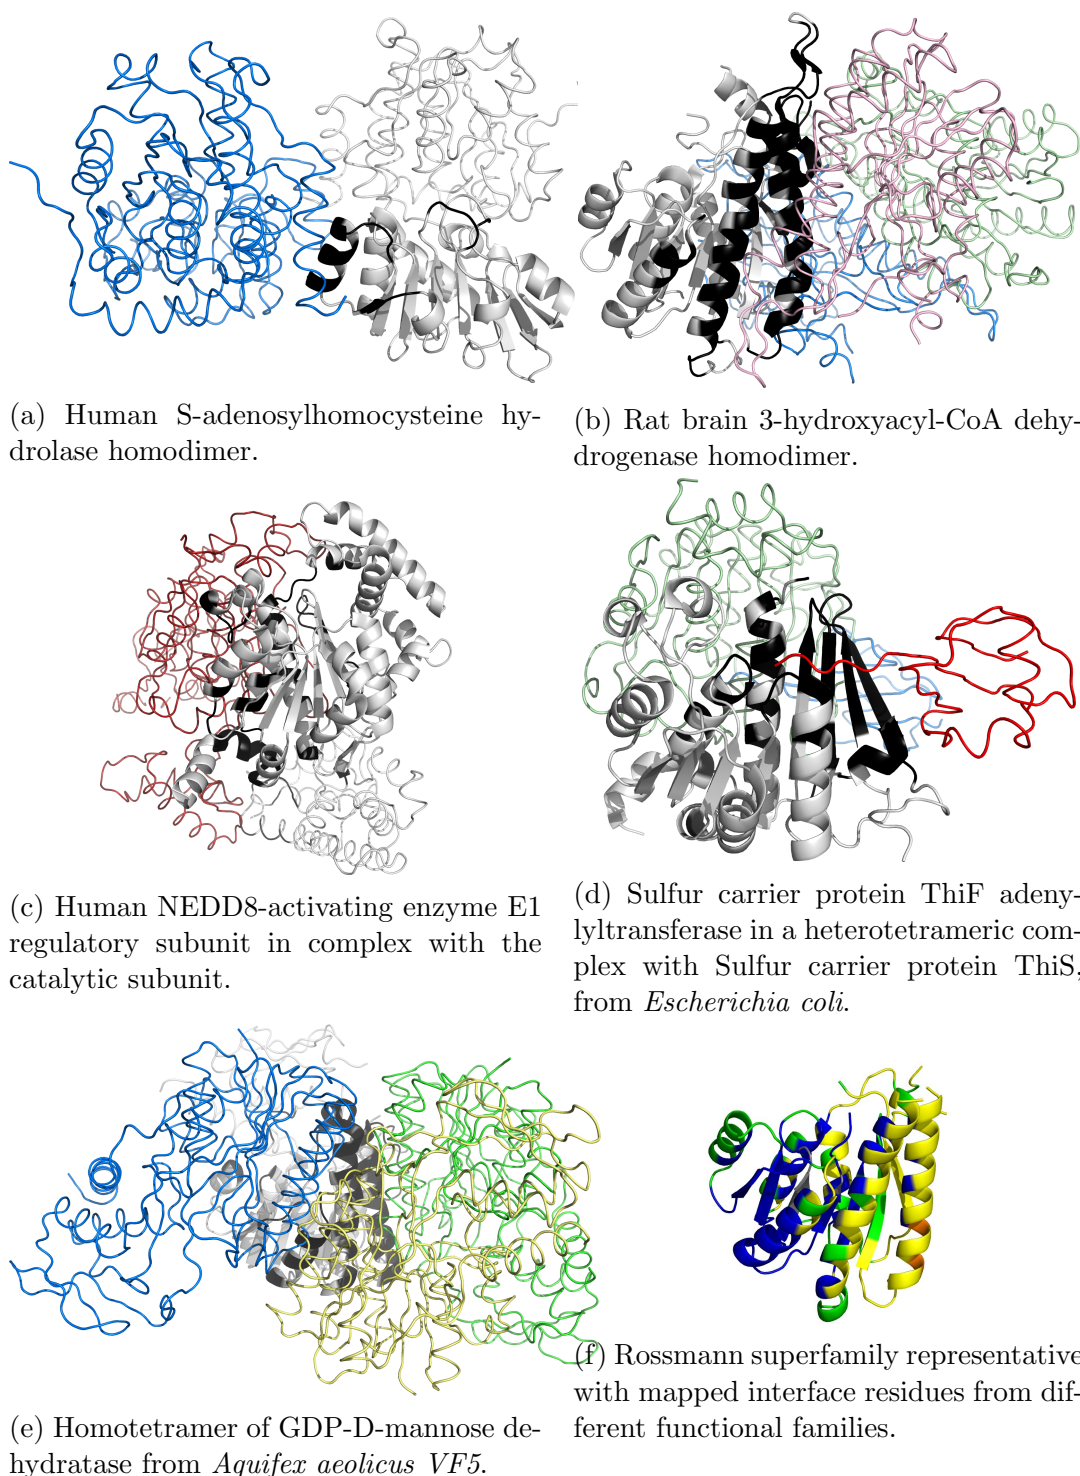 (a) Human S-adenosylhomocysteine hy-
drolase homodimer.
(b) Rat brain 3-hydroxyacyl-CoA dehy-
drogenase homodimer.
(c) Human NEDD8-activating enzyme E1
regulatory subunit in complex with the
catalytic subunit.
(d) Sulfur carrier protein ThiF adeny-
lyltransferase in a heterotetrameric com-
plex with Sulfur carrier protein ThiS,
from Escherichia coli.
(e) Homotetramer of GDP-D-mannose de-
hydratase from Aquifex aeolicus VF5.
(f) Rossmann superfamily representative
with mapped interface residues from dif-
ferent functional families.